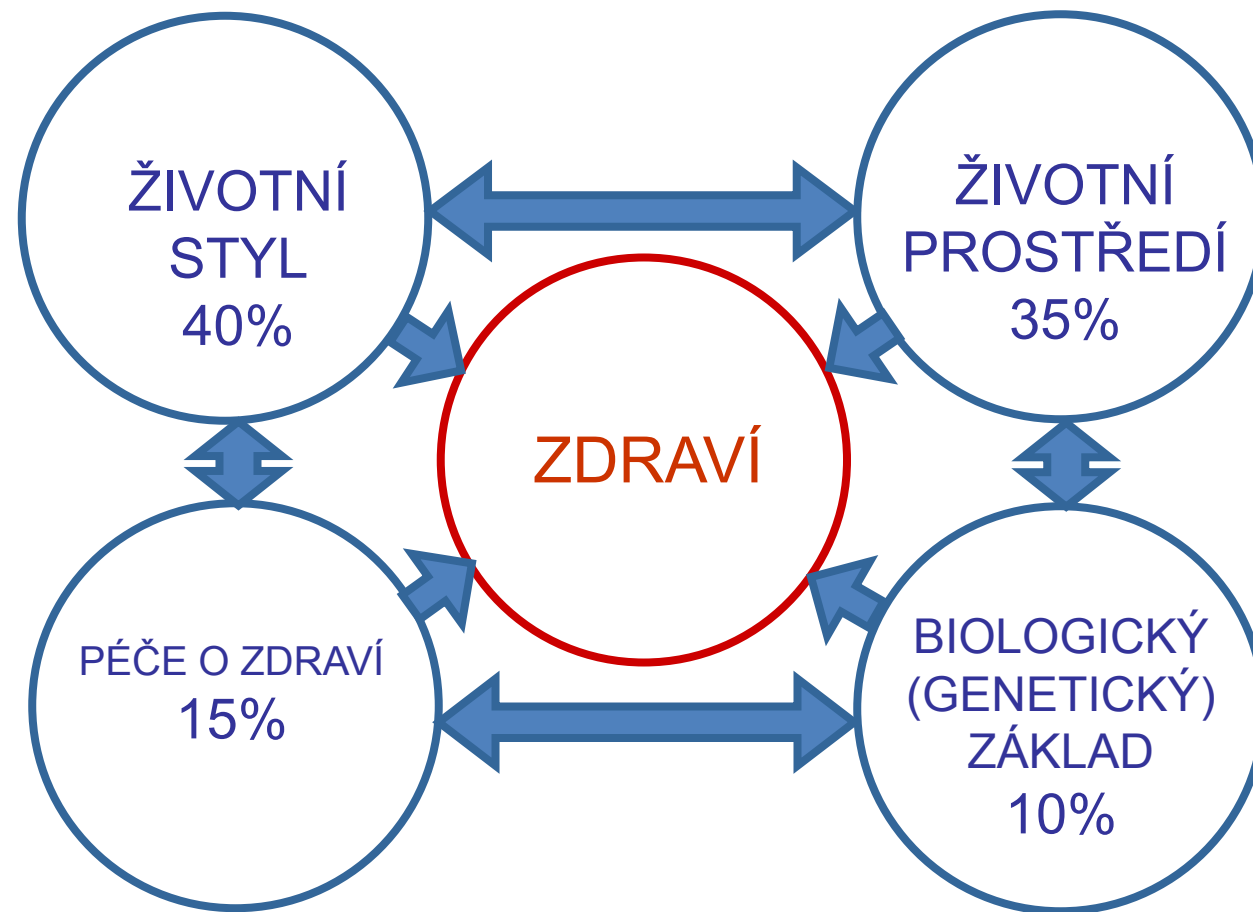 ŽIVOTNÍ
STYL
40%
ŽIVOTNÍ
PROSTŘEDÍ
35%
ZDRAVÍ
PÉČE O ZDRAVÍ
15%
BIOLOGICKÝ
(GENETICKÝ)
ZÁKLAD
10%